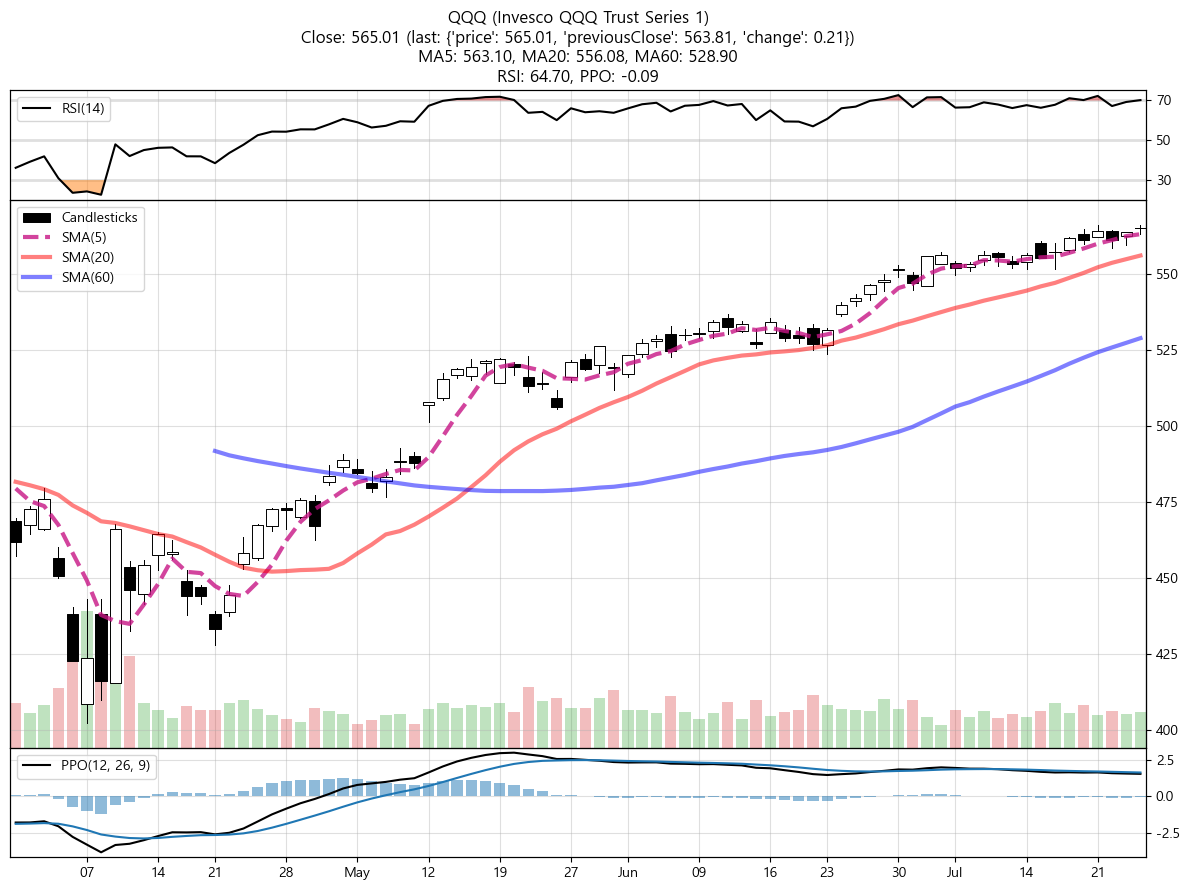 QQQ (Invesco QQQ Trust Series 1)
Close: 565.01 (last: {'price': 565.01, 'previousClose': 563.81, 'change': 0.21})
MA5: 563.10, MA20: 556.08, MA60: 528.90
RSI: 64.70, PPO: -0.09
RSI(14)
70
50
30
Candlesticks
SMA(5)
SMA(20)
SMA(60)
550
525
500
475
450
425
400
PPO(12, 26, 9)
2.5
0.0
-2.5
07 14 21 28 May 12 19 27 Jun 09 16 23 30 Jul 14 21